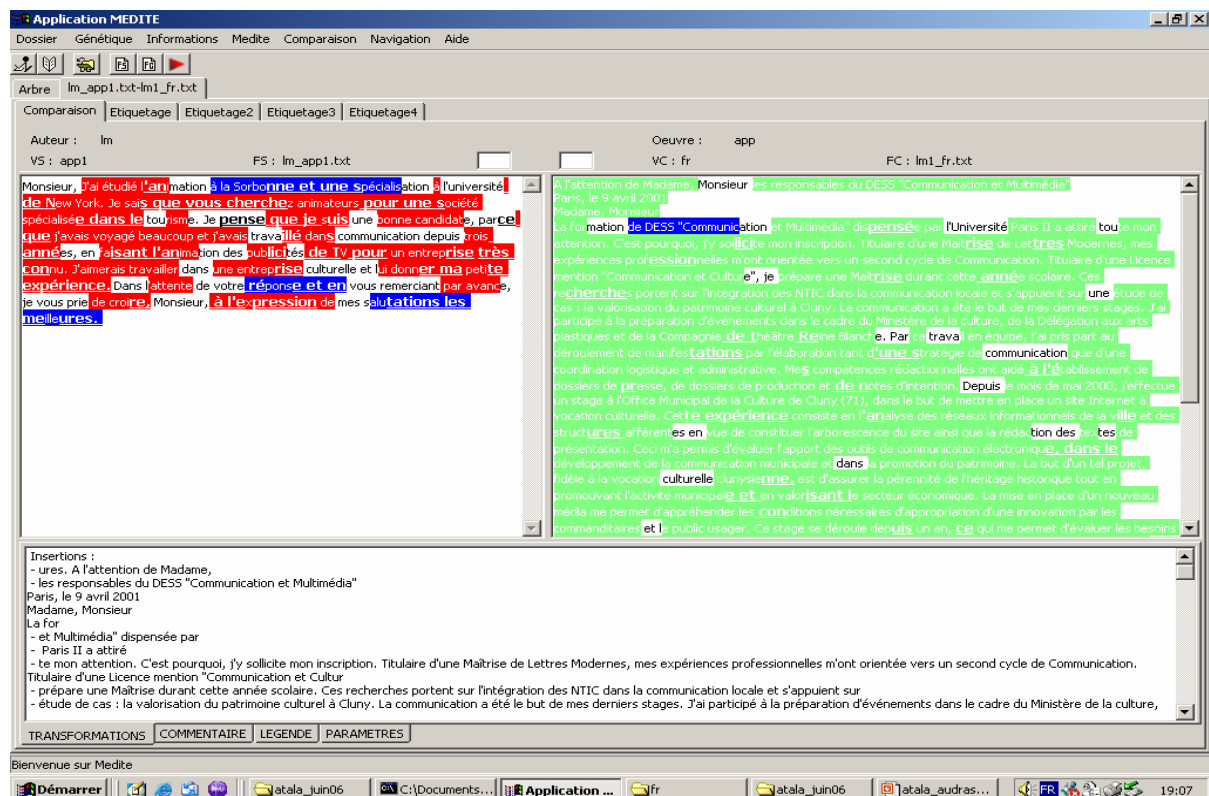 Application MEDITE
Dossier Génétique Informations Medite Comparaison Navigation Aide
Arbre lm_app1.txt-lm1_fr.txt
Comparaison Etiquetage Etiquetage2 Etiquetage3 Etiquetage4
Auteur : lm Oeuvre : app
VS : app1 FS : lm_app1.txt VC : fr FC : lm1_fr.txt
Monsieur, J'ai étudié l'animation à la Sorbonne et une spécialisation à l'université
de New York. Je sais que vous cherchez animateurs pour une société
spécialisée dans le tourisme. Je pense que je suis une bonne candidate, parce
que j'avais voyagé beaucoup et j'avais travaillé dans communication depuis trois
années, en faisant l'animation des publicités de Tv pour un entreprise très
connu. J'aimerais travailler dans une entreprise culturelle et lui donner ma petite
expérience. Dans l'attente de votre réponse et en vous remerciant par avance,
je vous prie de croire, Monsieur, à l'expression de mes salutations les
meilleures.
A l'attention de Madame, Monsieur les responsables du DESS "Communication et Multimédia"
Paris, le 9 avril 2001
Madame, Monsieur
La formation de DESS "Communication et Multimédia" dispensée par l'Université Paris II a attiré toute mon
attention. C'est pourquoi, j'y sollicite mon inscription. Titulaire d'une Maîtrise de Lettres Modernes, mes
expériences professionnelles m'ont orientée vers un second cycle de Communication. Titulaire d'une Licence
mention "Communication et Culture", je prépare une Maîtrise durant cette année scolaire. Ces
recherches portent sur l'intégration des NTIC dans la communication locale et s'appuient sur une étude de
cas : la valorisation du patrimoine culturel à Cluny. La communication a été le but de mes derniers stages. J'ai
participé à la préparation d'événements dans le cadre du Ministère de la culture, de la Délégation aux arts
plastiques et de la Compagnie de théâtre Reine Blanche. Par ce travail en équipe, j'ai pris part au
déroulement de manifestations par l'élaboration tant d'une stratégie de communication que d'une
coordination logistique et administrative. Mes compétences rédactionnelles ont aidé à l'établissement de
dossiers de presse, de dossiers de production et de notes d'intention. Depuis le mois de mai 2000, j'effectue
un stage à l'Office Municipal de la Culture de Cluny (71), dans le but de mettre en place un site Internet à
vocation culturelle. Cette expérience consiste en l'analyse des réseaux informationnels de la ville et des
structures afférentes en vue de constituer l'arborescence du site ainsi que la rédaction des textes de
présentation. Ceci m'a permis d'évaluer l'apport des outils de communication électronique, dans le
développement de la communication municipale et dans la promotion du patrimoine. La but d'un tel projet,
fidèle à la vocation culturelle clunysienne, est d'assurer la pérennité de l'héritage historique tout en
promouvant l'activité municipale et en valorisant le secteur économique. La mise en place d'un nouveau
média me permet d'appréhender les conditions nécessaires d'appropriation d'une innovation par les
commanditaires et le public usager. Ce stage se déroule depuis un an, ce qui me permet d'évaluer les besoins
Insertions :
- ures. A l'attention de Madame,
- les responsables du DESS "Communication et Multimédia"
Paris, le 9 avril 2001
Madame, Monsieur
La for
- et Multimédia" dispensée par
- Paris II a attiré
- te mon attention. C'est pourquoi, j'y sollicite mon inscription. Titulaire d'une Maîtrise de Lettres Modernes, mes expériences professionnelles m'ont orientée vers un second cycle de Communication.
Titulaire d'une Licence mention "Communication et Cultur
- prépare une Maîtrise durant cette année scolaire. Ces recherches portent sur l'intégration des NTIC dans la communication locale et s'appuient sur
- étude de cas : la valorisation du patrimoine culturel à Cluny. La communication a été le but de mes derniers stages. J'ai participé à la préparation d'événements dans le cadre du Ministère de la culture,
TRANSFORMATIONS COMMENTAIRE LEGENDE PARAMETRES
Bienvenue sur Medite
Démarrer atala_juin06 C:\Documents... Application ... fr atala_juin06 atala_audras... FR 19:07